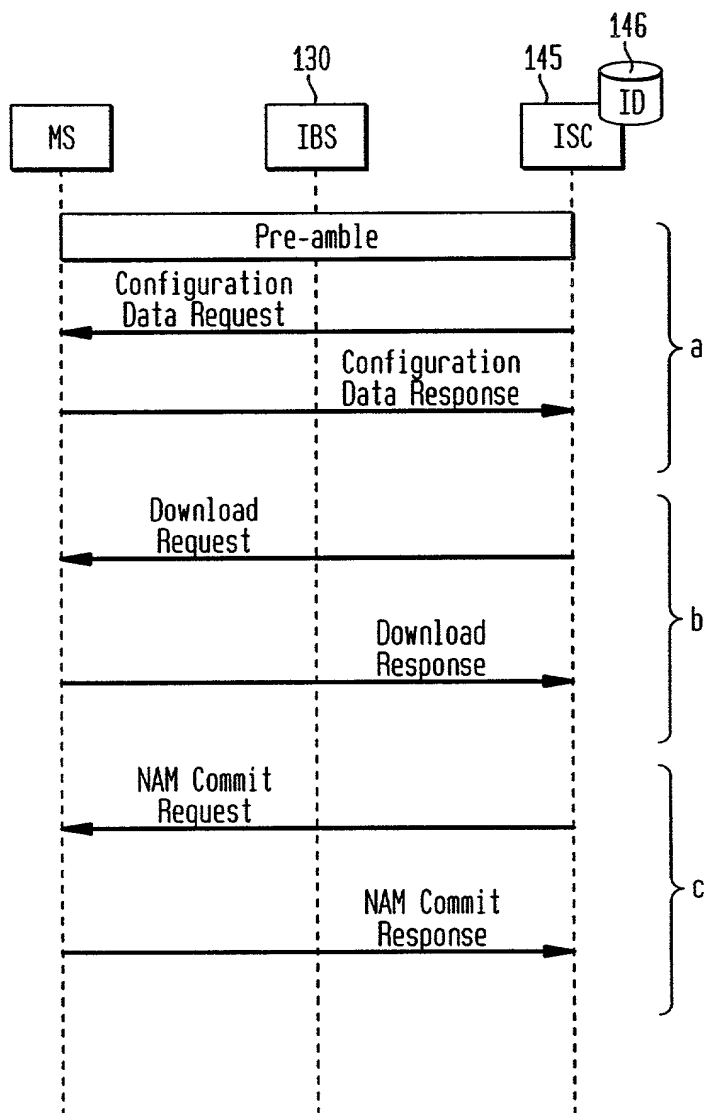 146
130
145
ID
MS
IBS
ISC
Pre-amble
Configuration
Data Request
Configuration
Data Response
a
Download
Request
Download
Response
b
NAM Commit
Request
NAM Commit
Response
c